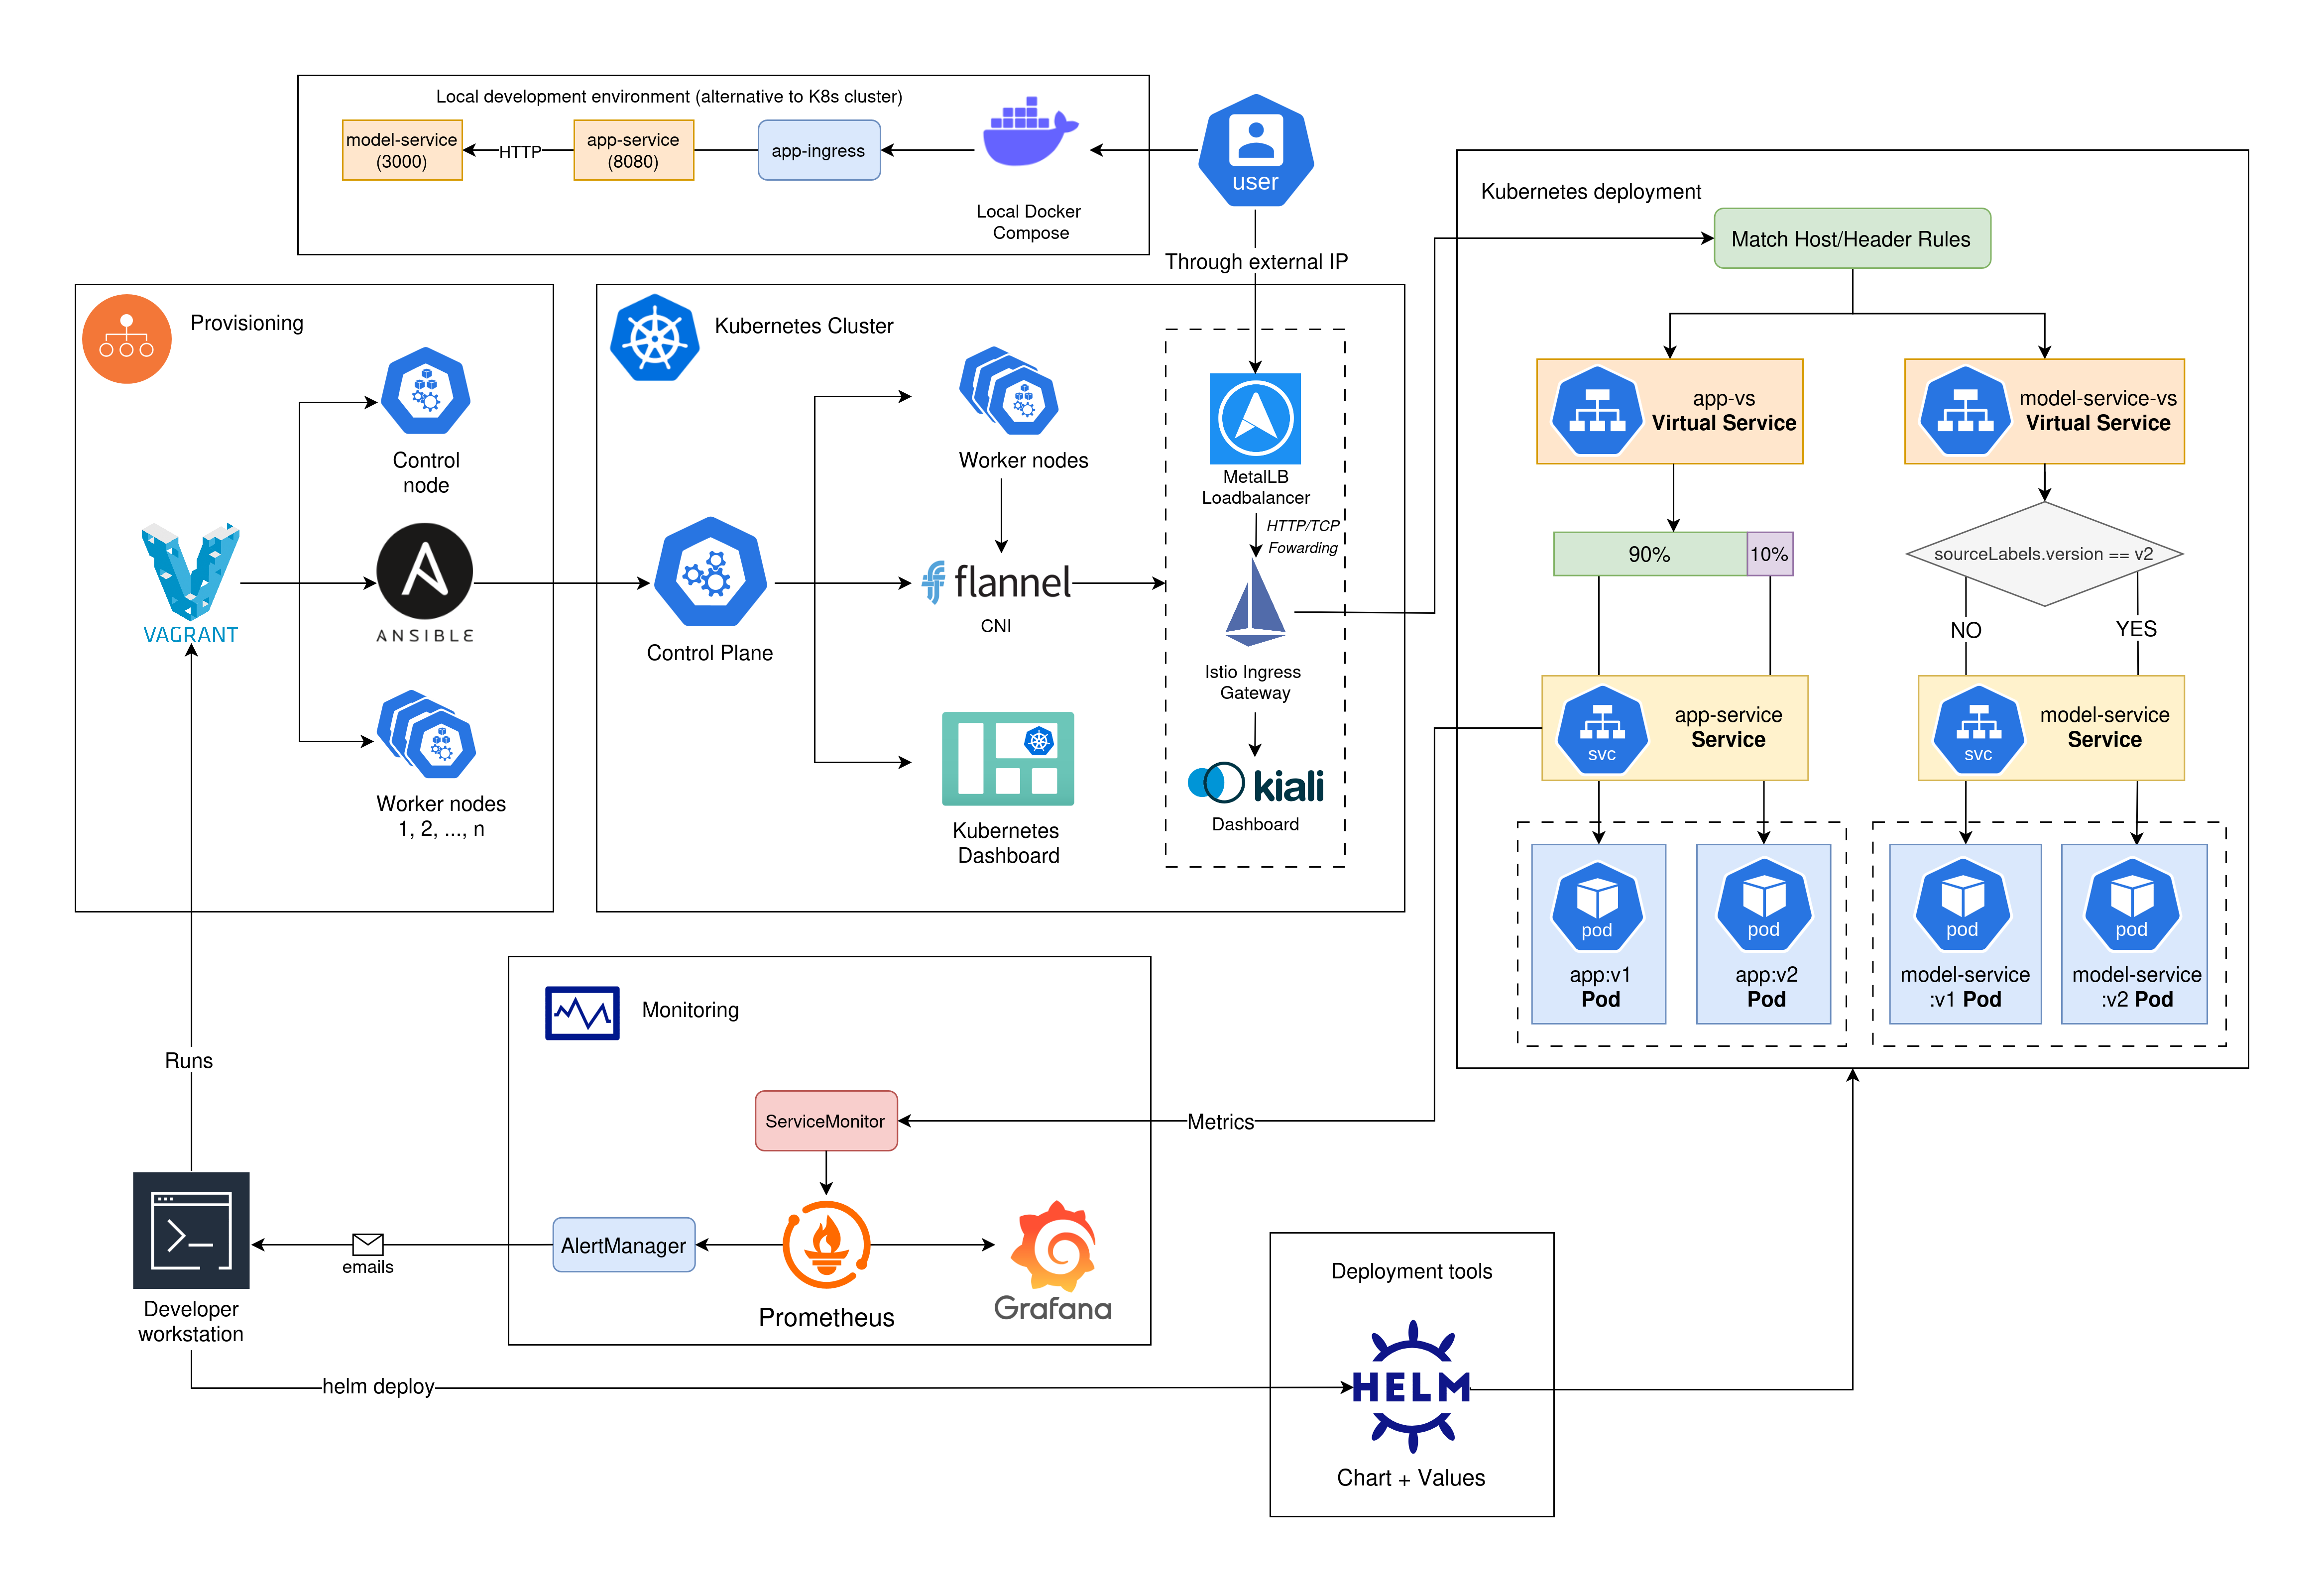 Local development environment (alternative to K8s cluster)
model-service
(3000)
HTTP
app-service
(8080)
app-ingress
Local Docker
Compose
user
Through external IP
Provisioning
Control
node
VAGRANT
ANSIBLE
Worker nodes
1, 2, ..., n
Kubernetes Cluster
Control Plane
Worker nodes
flannel
CNI
Kubernetes
Dashboard
MetalLB
Loadbalancer
HTTP/TCP
Fowarding
Istio Ingress
Gateway
kiali
Dashboard
Kubernetes deployment
Match Host/Header Rules
app-vs
Virtual Service
model-service-vs
Virtual Service
90%
10%
sourceLabels.version == v2
NO
YES
svc
app-service
Service
svc
model-service
Service
pod
app:v1
Pod
pod
app:v2
Pod
pod
model-service
:v1 Pod
pod
model-service
:v2 Pod
Runs
Monitoring
ServiceMonitor
Metrics
AlertManager
Prometheus
Grafana
emails
Developer
workstation
helm deploy
Deployment tools
HELM
Chart + Values